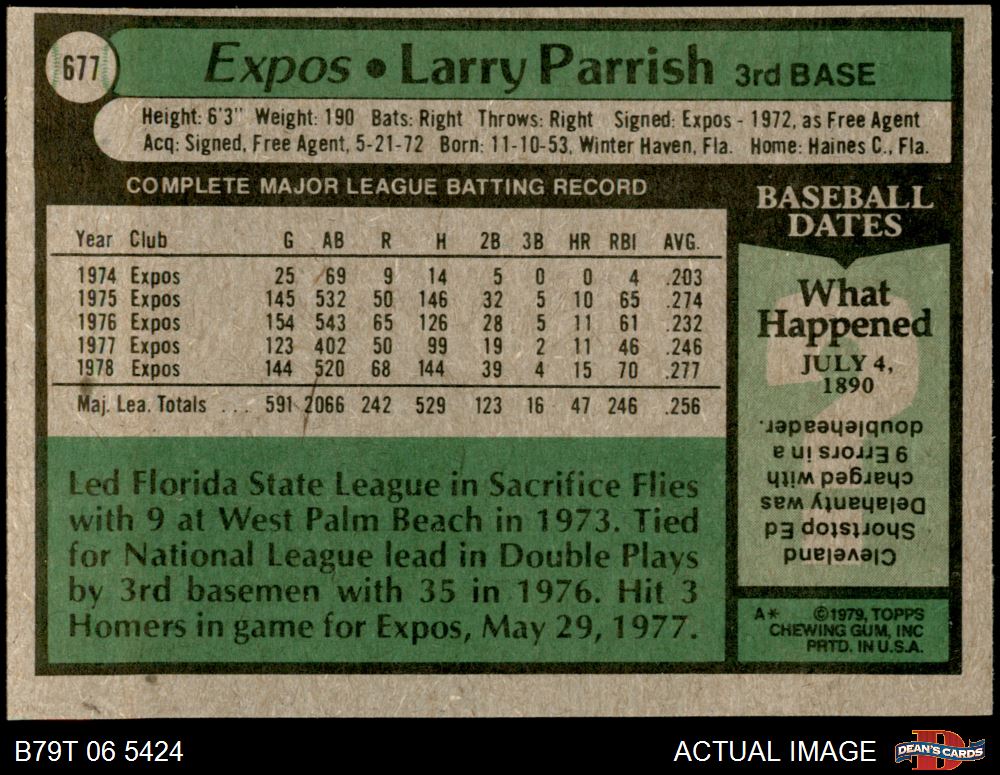 677
Expos • Larry Parrish 3rd BASE
Height: 6'3" Weight: 190 Bats: Right Throws: Right Signed: Expos - 1972, as Free Agent
Acq: Signed, Free Agent, 5-21-72 Born: 11-10-53, Winter Haven, Fla. Home: Haines C., Fla.
COMPLETE MAJOR LEAGUE BATTING RECORD
Year Club G AB R H 2B 3B HR RBI AVG.
1974 Expos 25 69 9 14 5 0 0 4 .203
1975 Expos 145 532 50 146 32 5 10 65 .274
1976 Expos 154 543 65 126 28 5 11 61 .232
1977 Expos 123 402 50 99 19 2 11 46 .246
1978 Expos 144 520 68 144 39 4 15 70 .277
Maj. Lea. Totals ... 591 2066 242 529 123 16 47 246 .256
Led Florida State League in Sacrifice Flies
with 9 at West Palm Beach in 1973. Tied
for National League lead in Double Plays
by 3rd basemen with 35 in 1976. Hit 3
Homers in game for Expos, May 29, 1977.
BASEBALL
DATES
What
Happened
JULY 4,
1890
Cleveland
Shortstop Ed
Delahanty was
charged with
9 Errors in a
doubleheader.
A* ©1979, TOPPS
CHEWING GUM, INC
PRTD. IN U.S.A.
B79T 06 5424
ACTUAL IMAGE
DEAN'S CARDS